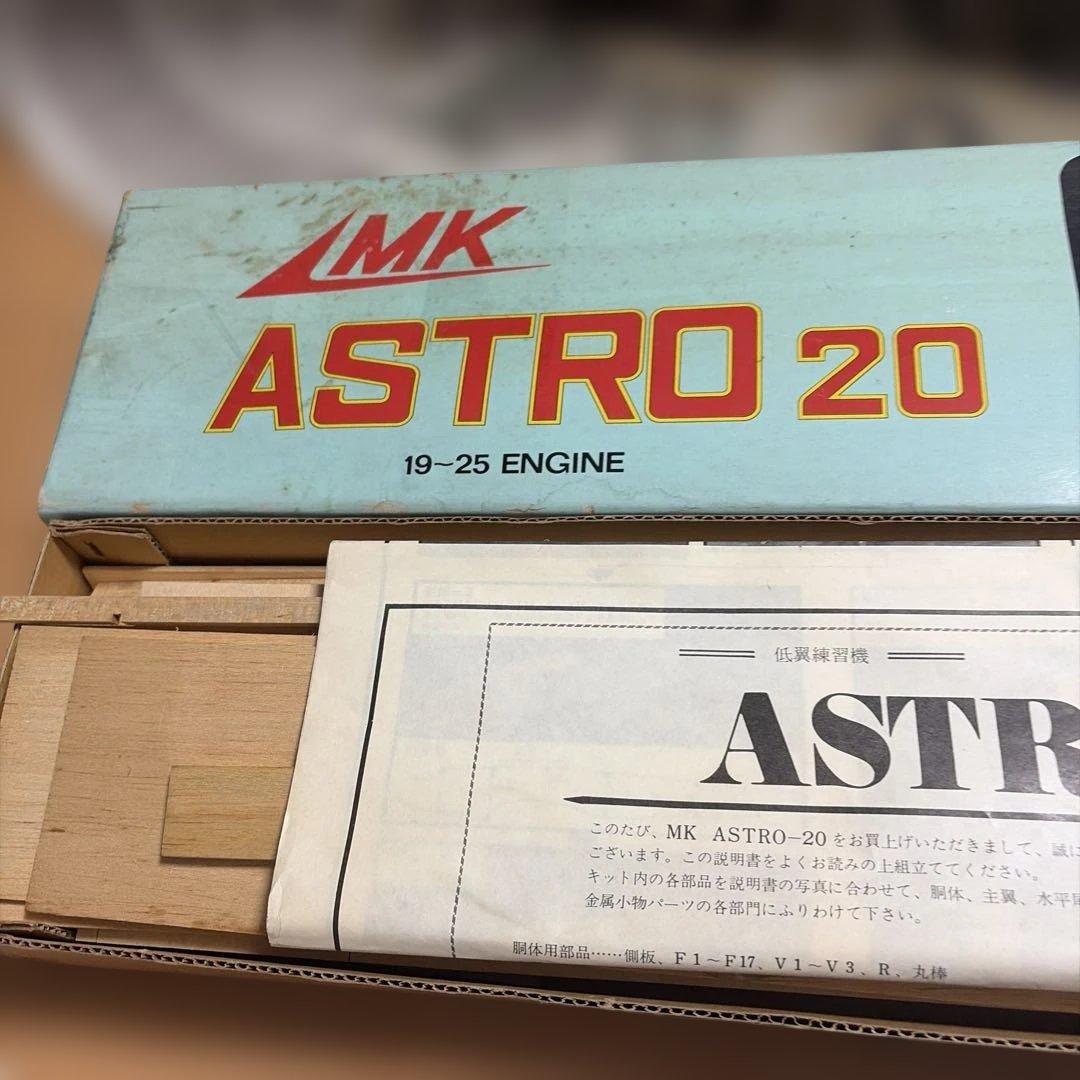 MK
ASTRO 20
19~25 ENGINE
低翼練習機
ASTR
このたび、MK ASTRO-20 をお買上げいただきまして、誠に
ございます。この説明書をよくお読みの上組立ててください。
キット内の各部品を説明書の写真に合わせて、胴体、主翼、水平尾
金属小物パーツの各部門にふりわけて下さい。
胴体用部品……側板、F1～F17、V1～V3、R、丸棒